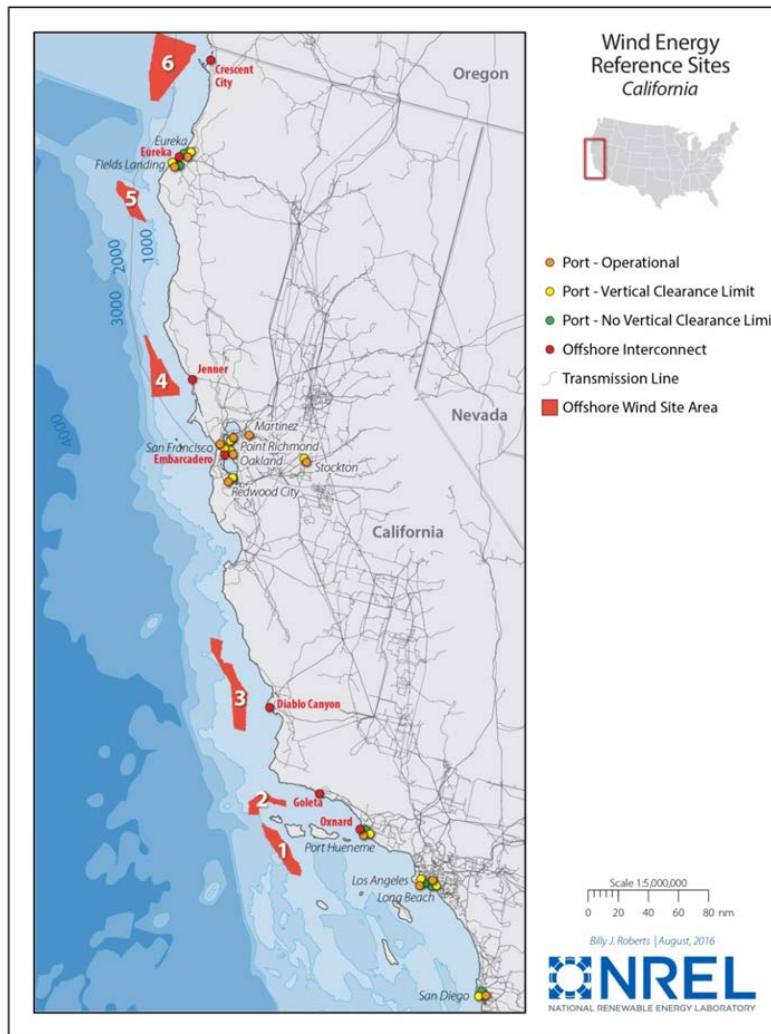 Wind Energy
Reference Sites
California
Oregon
6
Crescent
City
Eureka
Eureka
Fields Landing
5
1000
2000
3000
4
Jenner
4000
Nevada
Martinez
San Francisco
Point Richmond
Embarcadero
Oakland
Stockton
Redwood City
California
3
Diablo Canyon
2
Goleta
Oxnard
1
Port Hueneme
Los Angeles
Long Beach
San Diego
Port - Operational
Port - Vertical Clearance Limit
Port - No Vertical Clearance Limit
Offshore Interconnect
Transmission Line
Offshore Wind Site Area
Scale 1:5,000,000
0 20 40 60 80 nm
Billy J. Roberts | August, 2016
NREL
NATIONAL RENEWABLE ENERGY LABORATORY